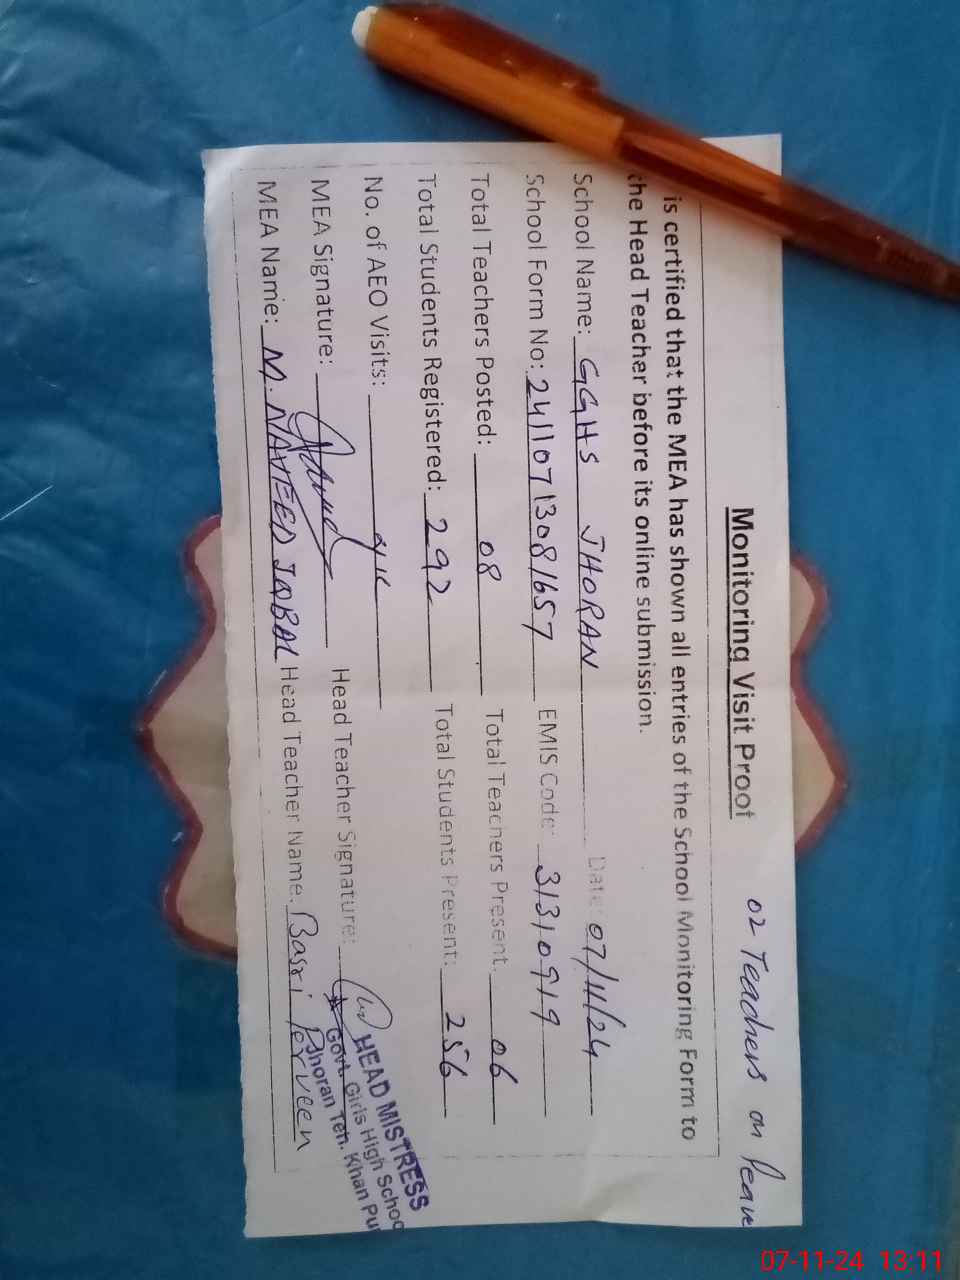 Monitoring Visit Proof
02 Teachers on leave
is certified that the MEA has shown all entries of the School Monitoring Form to
the Head Teacher before its online submission.
School Name: GGHS JHORAN Date: 07/11/24
School Form No: 24110713081657 EMIS Code: 31310919
Total Teachers Posted: 08 Total Teachers Present: 06
Total Students Registered: 292 Total Students Present: 256
No. of AEO Visits:
MEA Signature: Head Teacher Signature:
MEA Name: M. NAVEED IQBAL Head Teacher Name: Basri Perveen
HEAD MISTRESS
Govt. Girls High School
Jhoran Teh. Khan Pur
07-11-24 13:11